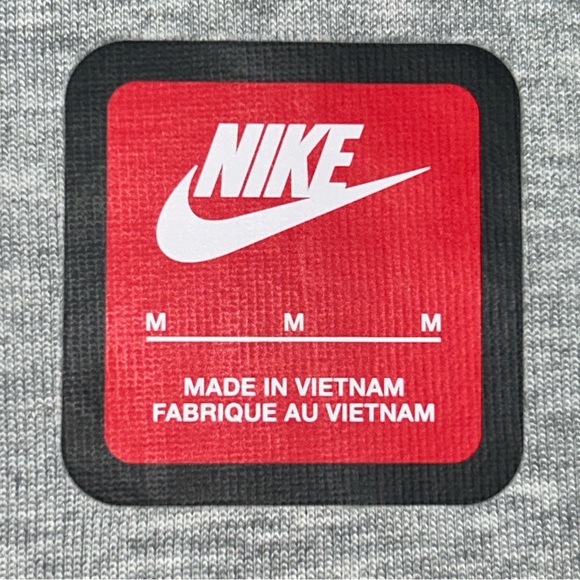 NIKE
M M M
MADE IN VIETNAM
FABRIQUE AU VIETNAM